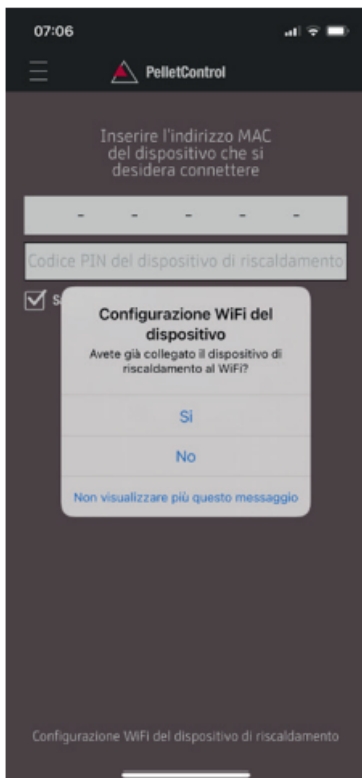 07:06
PelletControl
Inserire l'indirizzo MAC
del dispositivo che si
desidera connettere
- - - - -
Codice PIN del dispositivo di riscaldamento
Configurazione WiFi del
dispositivo
Avete già collegato il dispositivo di
riscaldamento al WiFi?
Si
No
Non visualizzare più questo messaggio
Configurazione WiFi del dispositivo di riscaldamento